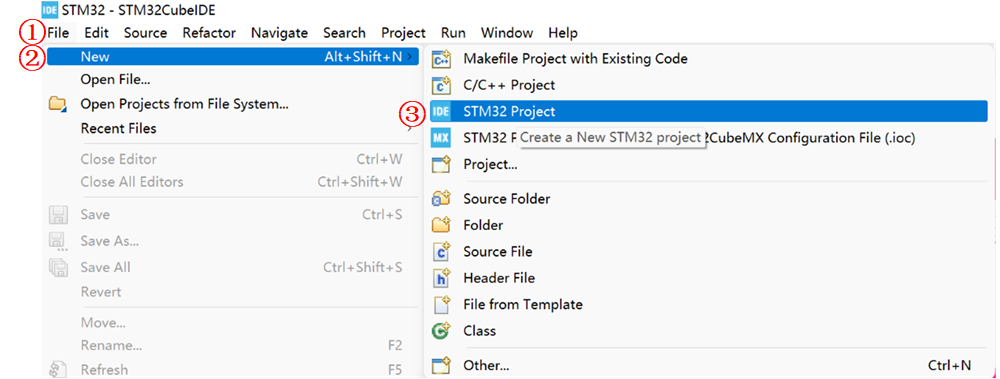 IDE STM32 - STM32CubeIDE
① File Edit Source Refactor Navigate Search Project Run Window Help
② New Alt+Shift+N
Open File...
Open Projects from File System...
Recent Files
Close Editor Ctrl+W
Close All Editors Ctrl+Shift+W
Save Ctrl+S
Save As...
Save All Ctrl+Shift+S
Revert
Move...
Rename... F2
Refresh F5
Makefile Project with Existing Code
C/C++ Project
③ IDE STM32 Project
MX STM32 P Create a New STM32 project 2CubeMX Configuration File (.ioc)
Project...
Source Folder
Folder
Source File
Header File
File from Template
Class
Other... Ctrl+N